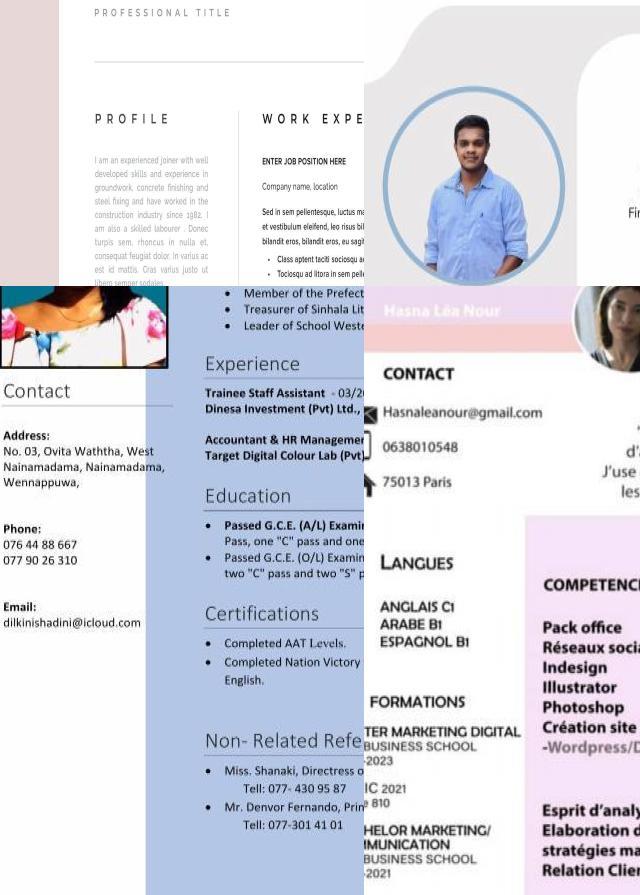 PROFESSIONAL TITLE
PROFILE
I am an experienced joiner with well
developed skills and experience in
groundwork, concrete finishing and
steel fixing and have worked in the
construction industry since 1982. I
am also a skilled labourer . Donec
turpis sem, rhoncus in nulla et,
consequat feugiat dolor. In varius ac
est id mattis. Cras varius justo ut
libero semper sodales.
WORK EXPE
ENTER JOB POSITION HERE
Company name, location
Sed in sem pellentesque, luctus ma
et vestibulum eleifend, leo risus bil
blandit eros, bilandit eros, eu sagit
• Class aptent taciti sociosqu a
• Tociosqu ad litora in sem pelle
Fir
Contact
Address:
No. 03, Ovita Waththa, West
Nainamadama, Nainamadama,
Wennappuwa,
Phone:
076 44 88 667
077 90 26 310
Email:
dilkinishadini@icloud.com
• Member of the Prefect
• Treasurer of Sinhala Lit
• Leader of School Weste
Experience
Trainee Staff Assistant - 03/20
Dinesa Investment (Pvt) Ltd.,
Accountant & HR Managemer
Target Digital Colour Lab (Pvt)
Education
• Passed G.C.E. (A/L) Examin
Pass, one "C" pass and one
• Passed G.C.E. (O/L) Examin
two "C" pass and two "S" p
Certifications
• Completed AAT Levels.
• Completed Nation Victory
English.
Non- Related Refe
• Miss. Shanaki, Directress o
Tell: 077- 430 95 87
• Mr. Denvor Fernando, Prin
Tell: 077-301 41 01
Hasna Léa Nour
CONTACT
Hasnaleanour@gmail.com
0638010548
75013 Paris
d'a
J'use
les
LANGUES
ANGLAIS C1
ARABE B1
ESPAGNOL B1
FORMATIONS
TER MARKETING DIGITAL
BUSINESS SCHOOL
-2023
IC 2021
e 810
HELOR MARKETING/
MMUNICATION
BUSINESS SCHOOL
-2021
COMPETENCE
Pack office
Réseaux socia
Indesign
Illustrator
Photoshop
Création site
-Wordpress/D
Esprit d'analy
Elaboration d
stratégies ma
Relation Clien